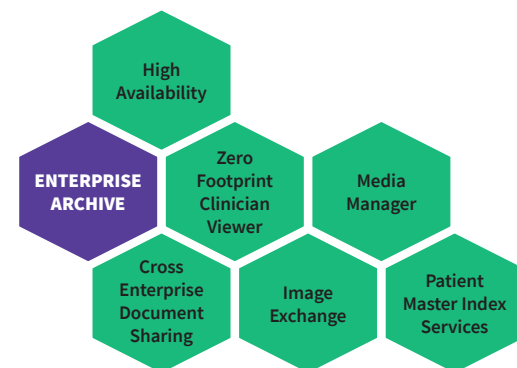 High
Availability
ENTERPRISE
ARCHIVE
Zero
Footprint
Clinician
Viewer
Media
Manager
Cross
Enterprise
Document
Sharing
Image
Exchange
Patient
Master Index
Services